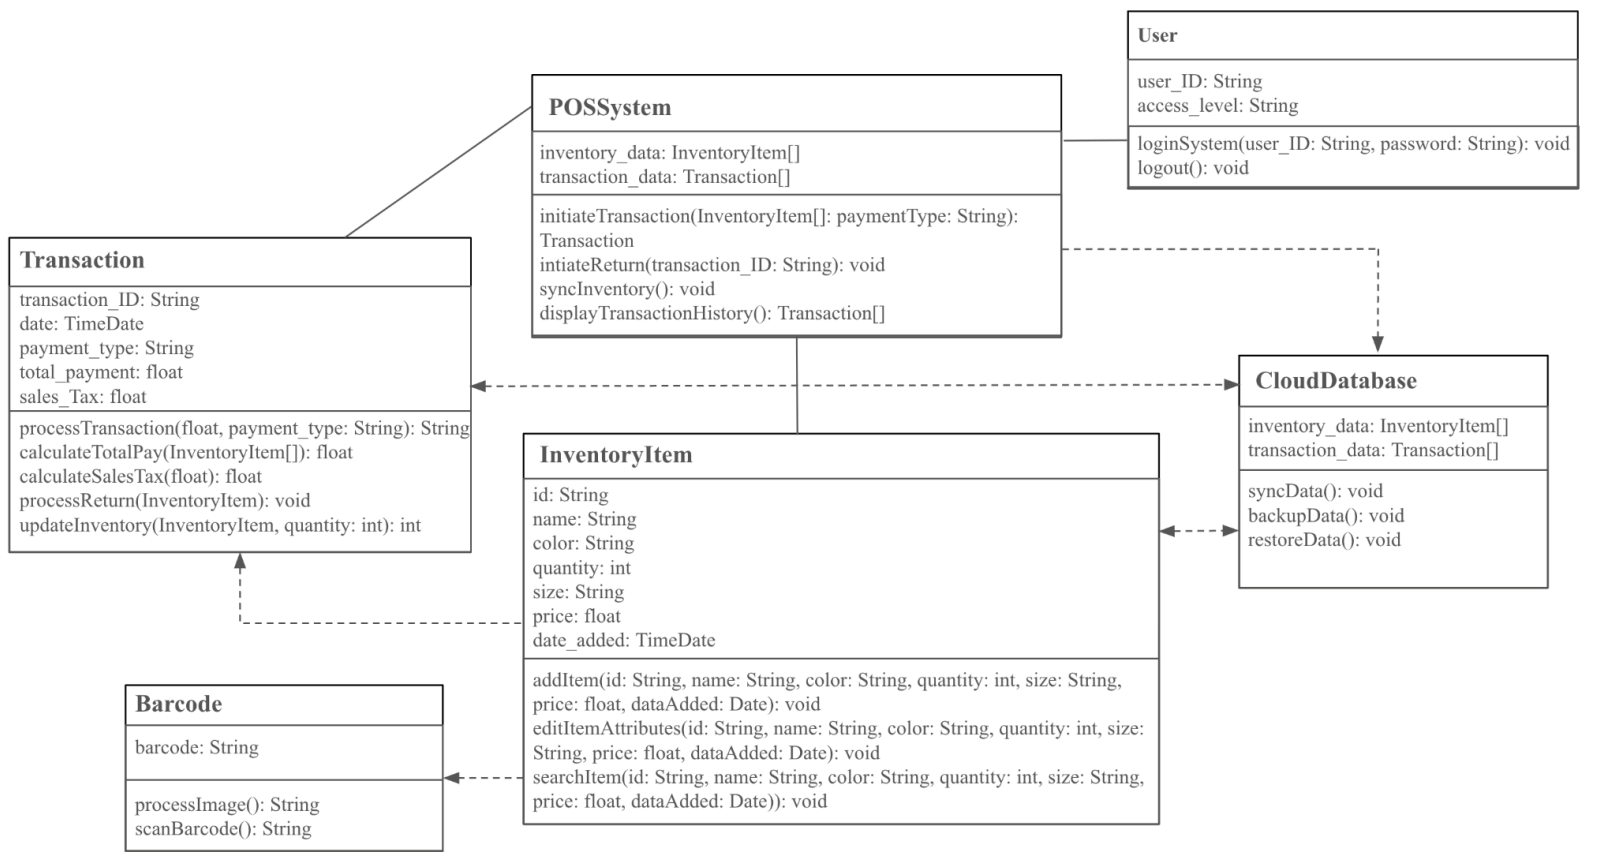 User
user_ID: String
access_level: String
loginSystem(user_ID: String, password: String): void
logout(): void
POSSystem
inventory_data: InventoryItem[]
transaction_data: Transaction[]
initiateTransaction(InventoryItem[]: paymentType: String):
Transaction
intiateReturn(transaction_ID: String): void
syncInventory(): void
displayTransactionHistory(): Transaction[]
Transaction
transaction_ID: String
date: TimeDate
payment_type: String
total_payment: float
sales_Tax: float
processTransaction(float, payment_type: String): String
calculateTotalPay(InventoryItem[]): float
calculateSalesTax(float): float
processReturn(InventoryItem): void
updateInventory(InventoryItem, quantity: int): int
CloudDatabase
inventory_data: InventoryItem[]
transaction_data: Transaction[]
syncData(): void
backupData(): void
restoreData(): void
InventoryItem
id: String
name: String
color: String
quantity: int
size: String
price: float
date_added: TimeDate
addItem(id: String, name: String, color: String, quantity: int, size: String,
price: float, dataAdded: Date): void
editItemAttributes(id: String, name: String, color: String, quantity: int, size:
String, price: float, dataAdded: Date): void
searchItem(id: String, name: String, color: String, quantity: int, size: String,
price: float, dataAdded: Date)): void
Barcode
barcode: String
processImage(): String
scanBarcode(): String